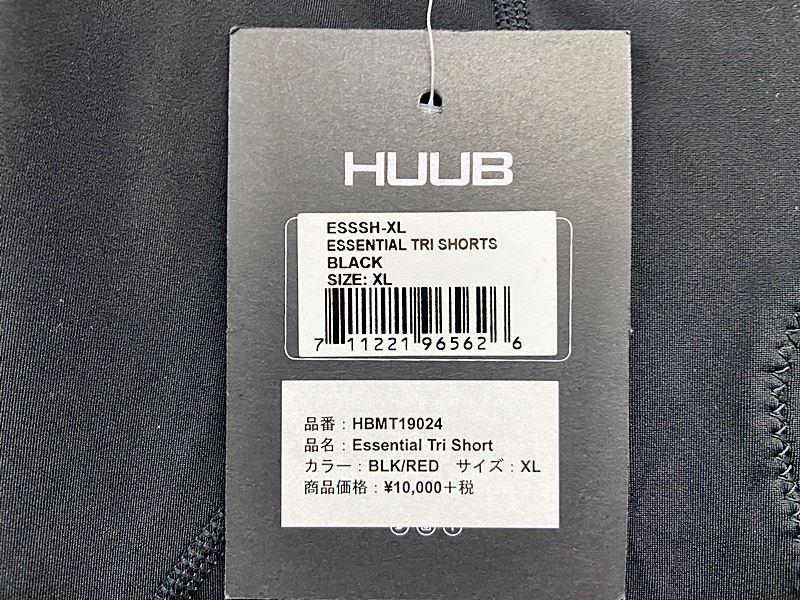 HUUB
ESSSH-XL
ESSENTIAL TRI SHORTS
BLACK
SIZE: XL
7 11221 96562 6
品番：HBMT19024
品名：Essential Tri Short
カラー：BLK/RED　サイズ：XL
商品価格：¥10,000＋税